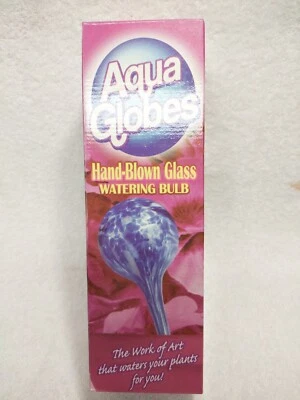 Aqua
Globes
Hand-Blown Glass
WATERING BULB
The Work of Art
that waters your plants
for you!